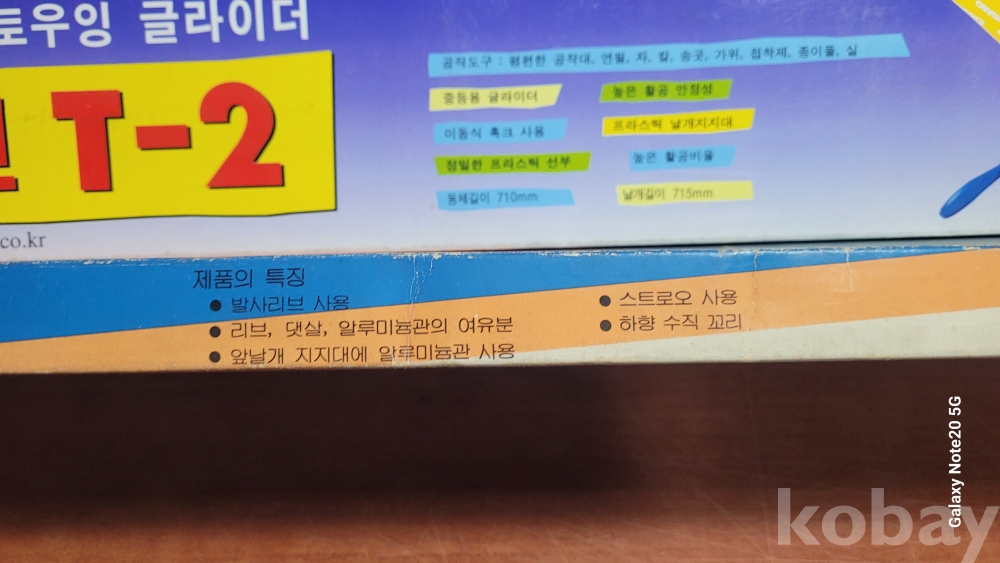 토우잉 글라이더
T-2
공작도구 : 평편한 공작대, 연필, 자, 칼, 송곳, 가위, 접착제, 종이풀, 실
중등용 글라이더
높은 활공 안정성
이동식 훅크 사용
프라스틱 날개지지대
정밀한 프라스틱 선부
높은 활공비율
동체길이 710mm
날개길이 715mm
co.kr
제품의 특징
● 발사리브 사용
● 리브, 댓살, 알루미늄관의 여유분
● 앞날개 지지대에 알루미늄관 사용
● 스트로오 사용
● 하향 수직 꼬리
Galaxy Note20 5G
kobay